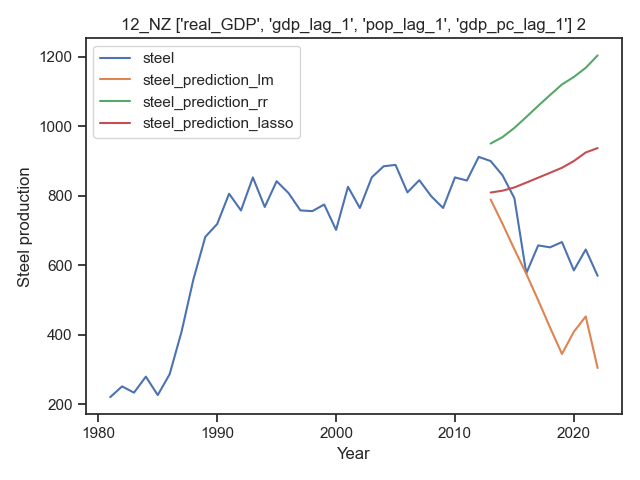 12_NZ ['real_GDP', 'gdp_lag_1', 'pop_lag_1', 'gdp_pc_lag_1'] 2
steel
steel_prediction_lm
steel_prediction_rr
steel_prediction_lasso
1200
1000
800
600
400
200
Steel production
1980
1990
2000
2010
2020
Year